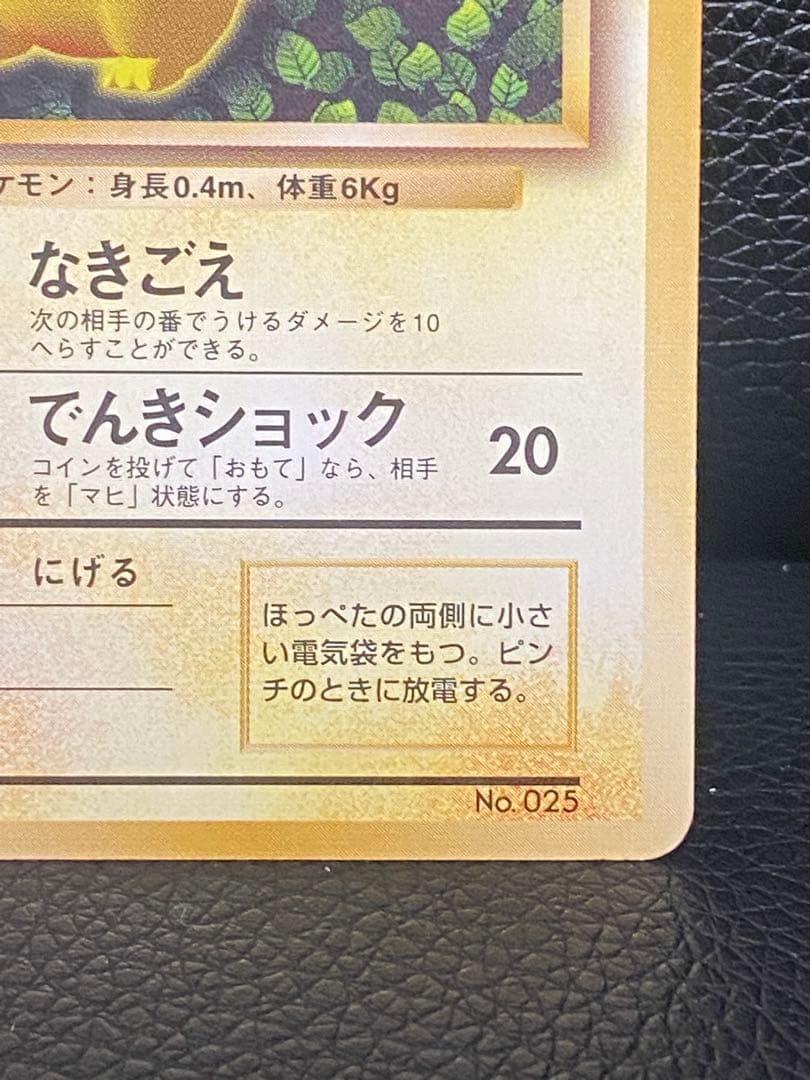 ケモン：身長0.4m、体重6Kg
なきごえ
次の相手の番でうけるダメージを10
へらすことができる。
でんきショック
20
コインを投げて「おもて」なら、相手
を「マヒ」状態にする。
にげる
ほっぺたの両側に小さ
い電気袋をもつ。ピン
チのときに放電する。
No.025